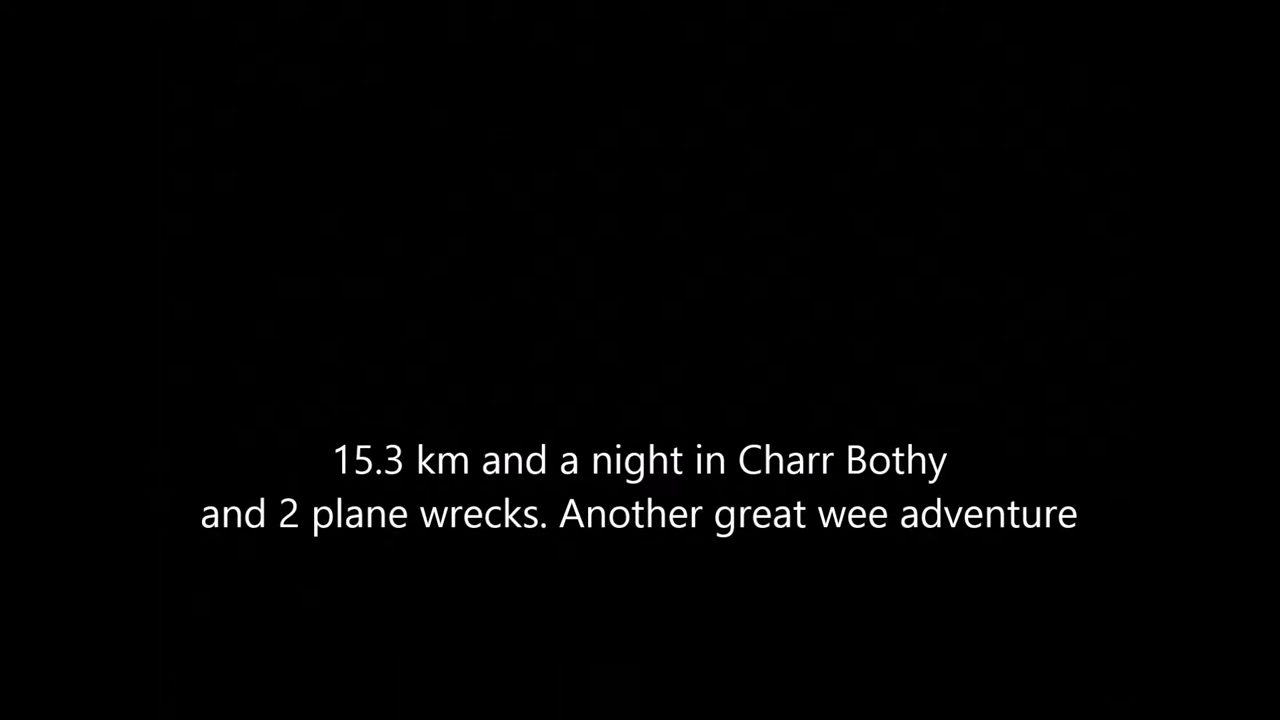 15.3 km and a night in Charr Bothy
and 2 plane wrecks. Another great wee adventure